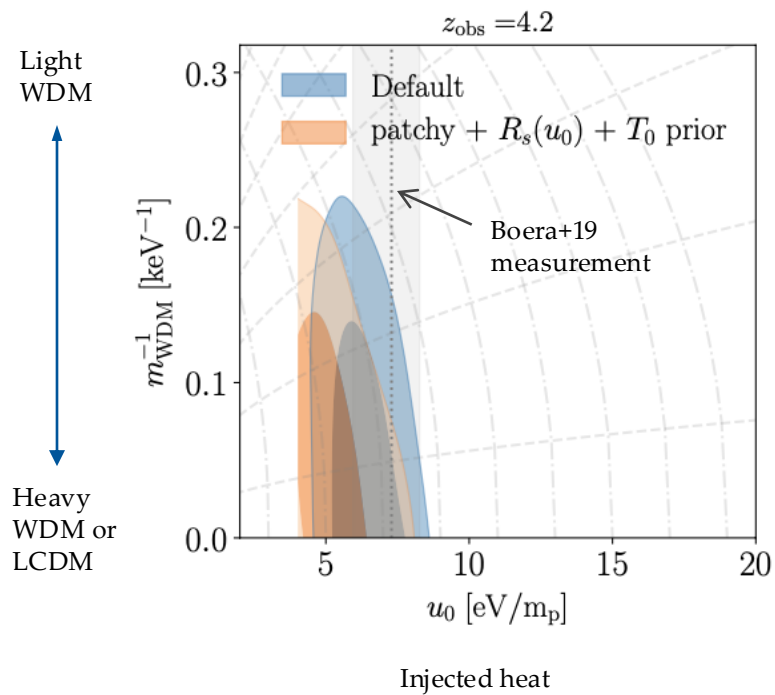 z_obs =4.2
Light
WDM
0.3
Default
patchy + R_s(u_0) + T_0 prior
Boera+19
measurement
0.2
m_WDM^-1 [keV^-1]
0.1
Heavy
WDM or
LCDM
0.0
5 10 15 20
u_0 [eV/m_p]
Injected heat